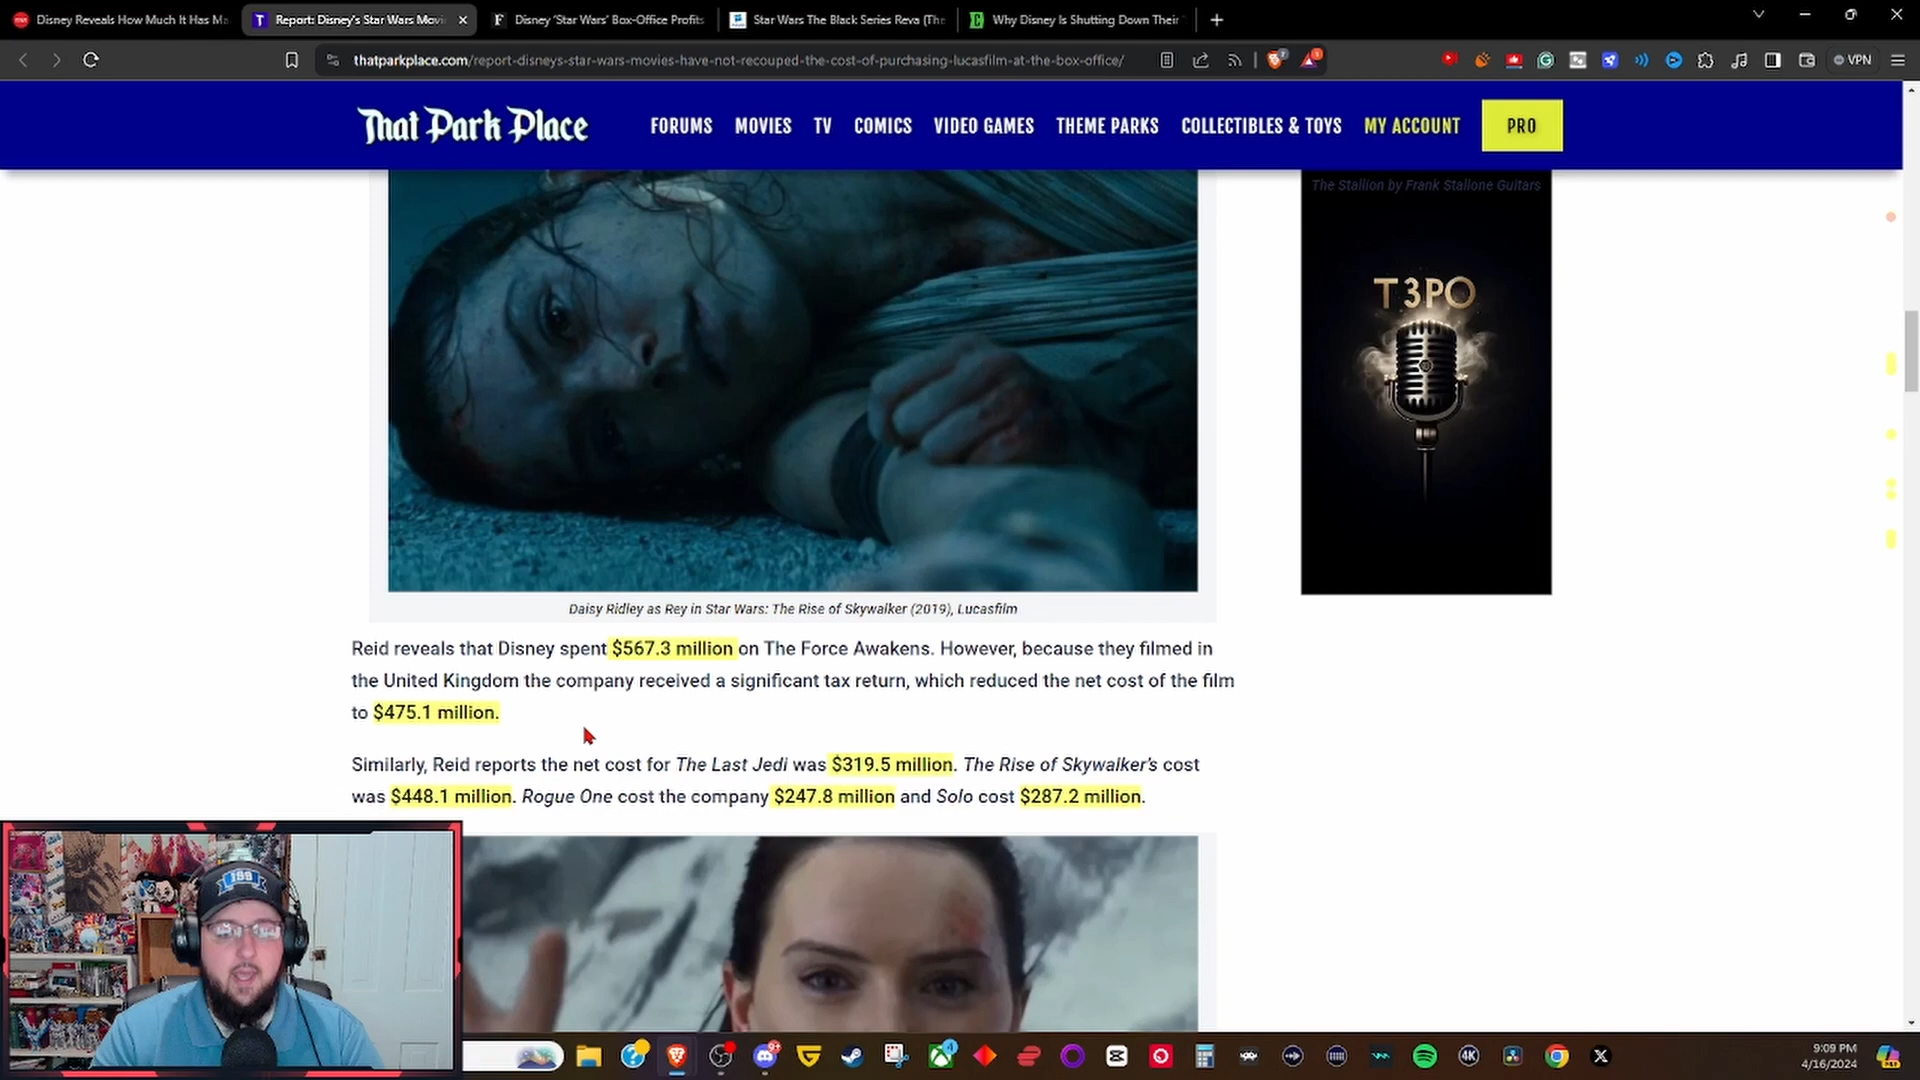 Disney Reveals How Much It Has Ma
Report: Disney's Star Wars Movi
Disney 'Star Wars' Box-Office Profits
Star Wars The Black Series Reva (The
Why Disney Is Shutting Down Their
thatparkplace.com/report-disneys-star-wars-movies-have-not-recouped-the-cost-of-purchasing-lucasfilm-at-the-box-office/
VPN
That Park Place
FORUMS MOVIES TV COMICS VIDEO GAMES THEME PARKS COLLECTIBLES & TOYS MY ACCOUNT PRO
The Stallion by Frank Stallone Guitars
T3PO
Daisy Ridley as Rey in Star Wars: The Rise of Skywalker (2019), Lucasfilm
Reid reveals that Disney spent $567.3 million on The Force Awakens. However, because they filmed in
the United Kingdom the company received a significant tax return, which reduced the net cost of the film
to $475.1 million.
Similarly, Reid reports the net cost for The Last Jedi was $319.5 million. The Rise of Skywalker's cost
was $448.1 million. Rogue One cost the company $247.8 million and Solo cost $287.2 million.
199
9+
4
4K
9:09 PM
4/16/2024